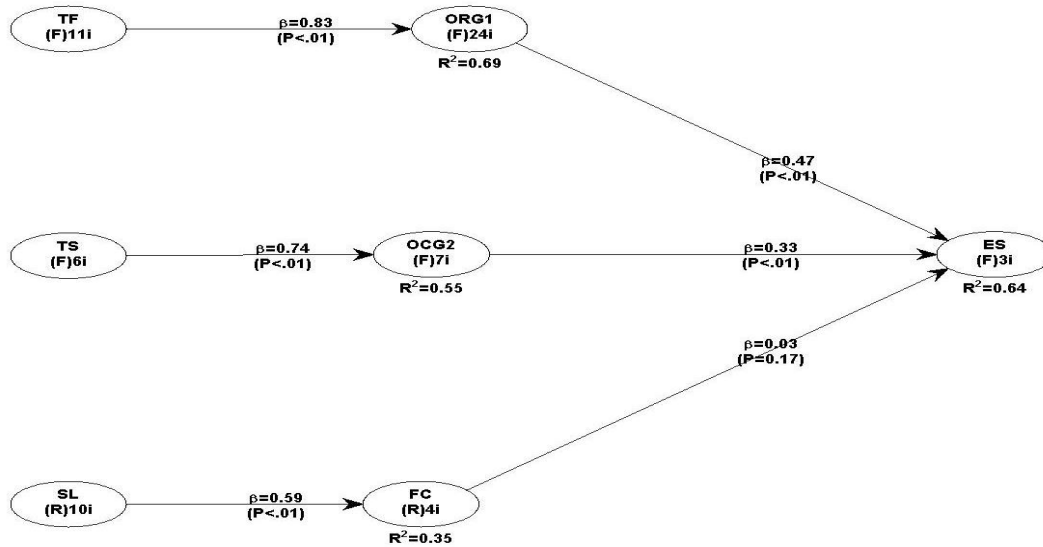 TF
(F)11i
β=0.83
(P<.01)
ORG1
(F)24i
R²=0.69
β=0.47
(P<.01)
TS
(F)6i
β=0.74
(P<.01)
OCG2
(F)7i
R²=0.55
β=0.33
(P<.01)
ES
(F)3i
R²=0.64
β=0.03
(P=0.17)
SL
(R)10i
β=0.59
(P<.01)
FC
(R)4i
R²=0.35